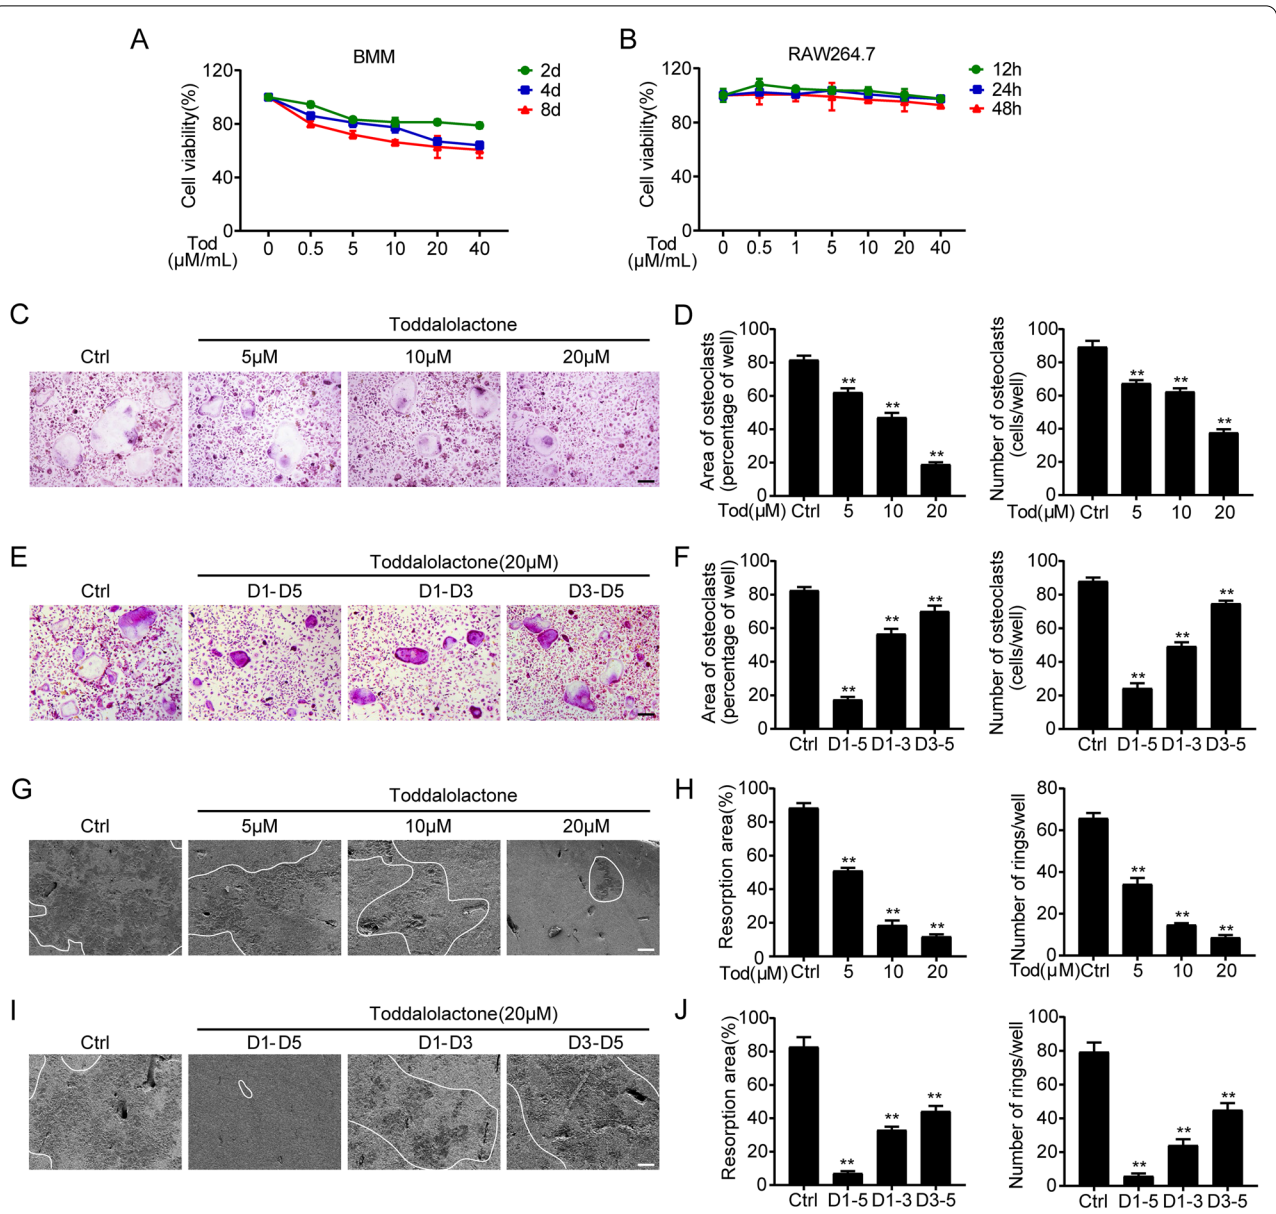 A
BMM
Cell viability(%)
120
80
40
0
0 0.5 5 10 20 40
Tod
(µM/mL)
2d
4d
8d
B
RAW264.7
Cell viability(%)
120
80
40
0
0 0.5 1 5 10 20 40
Tod
µM/mL)
12h
24h
48h
C
Toddalolactone
Ctrl 5µM 10µM 20µM
D
Area of osteoclasts
(percentage of well)
100
80
60
40
20
0
Tod(µM) Ctrl 5 10 20
** ** **
Number of osteoclasts
(cells/well)
100
80
60
40
20
0
Tod(µM) Ctrl 5 10 20
** ** **
E
Toddalolactone(20µM)
Ctrl D1-D5 D1-D3 D3-D5
F
Area of osteoclasts
(percentage of well)
100
80
60
40
20
0
Ctrl D1-5 D1-3 D3-5
** ** **
Number of osteoclasts
(cells/well)
100
80
60
40
20
0
Ctrl D1-5 D1-3 D3-5
** ** **
G
Toddalolactone
Ctrl 5µM 10µM 20µM
H
Resorption area(%)
100
80
60
40
20
0
Tod(µM) Ctrl 5 10 20
** ** **
Number of rings/well
80
60
40
20
0
Tod(µM)Ctrl 5 10 20
** ** **
I
Toddalolactone(20µM)
Ctrl D1-D5 D1-D3 D3-D5
J
Resorption area(%)
100
80
60
40
20
0
Ctrl D1-5 D1-3 D3-5
** ** **
Number of rings/well
100
80
60
40
20
0
Ctrl D1-5 D1-3 D3-5
** ** **